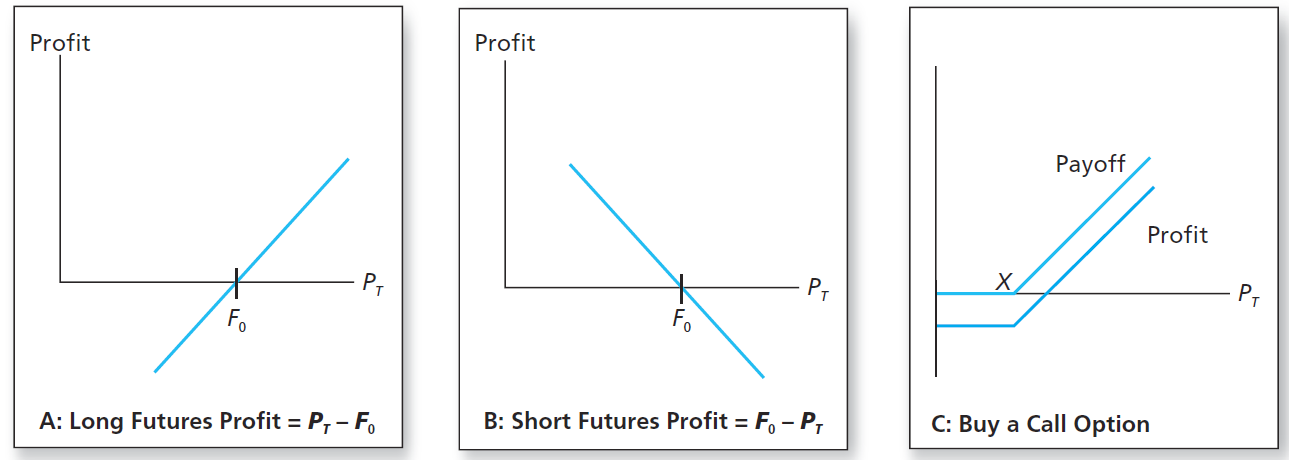 Profit
P_T
F_0
A: Long Futures Profit = P_T – F_0
Profit
P_T
F_0
B: Short Futures Profit = F_0 – P_T
Payoff
Profit
X
P_T
C: Buy a Call Option